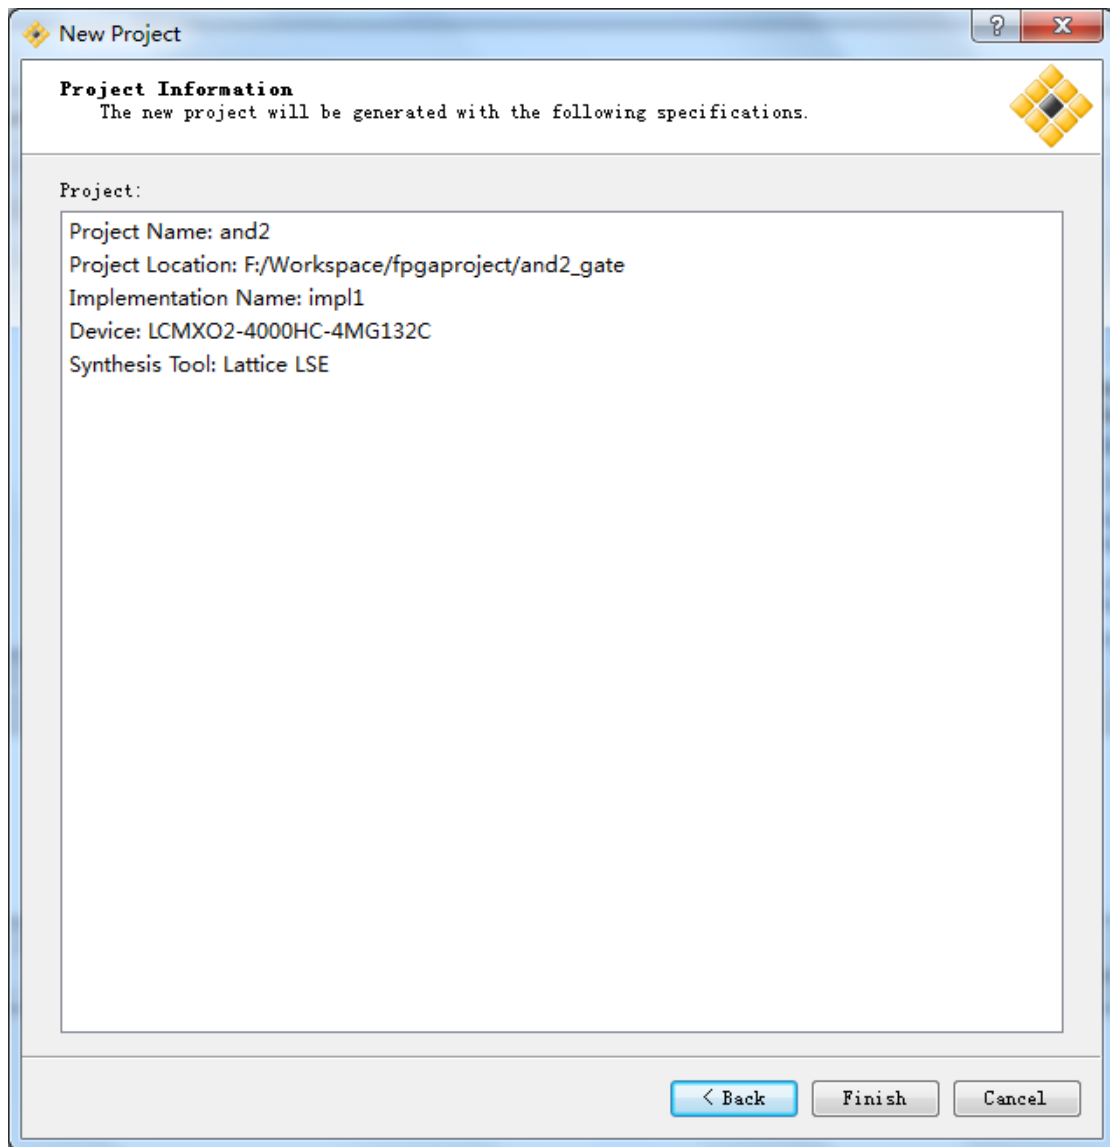 New Project
Project Information
The new project will be generated with the following specifications.
Project:
Project Name: and2
Project Location: F:/Workspace/fpgaproject/and2_gate
Implementation Name: impl1
Device: LCMXO2-4000HC-4MG132C
Synthesis Tool: Lattice LSE
< Back Finish Cancel